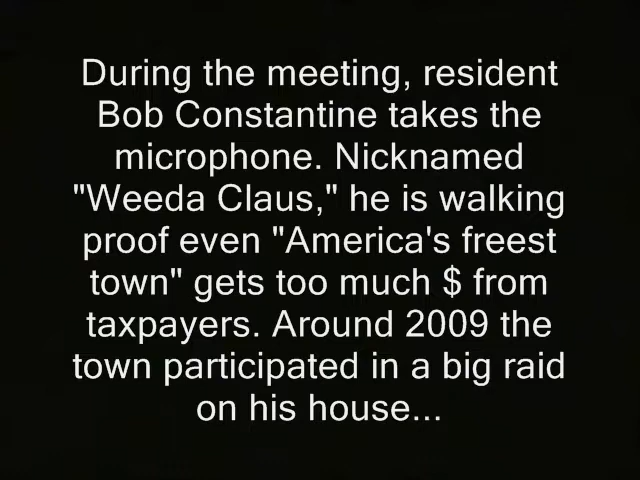 During the meeting, resident
Bob Constantine takes the
microphone. Nicknamed
"Weeda Claus," he is walking
proof even "America's freest
town" gets too much $ from
taxpayers. Around 2009 the
town participated in a big raid
on his house...